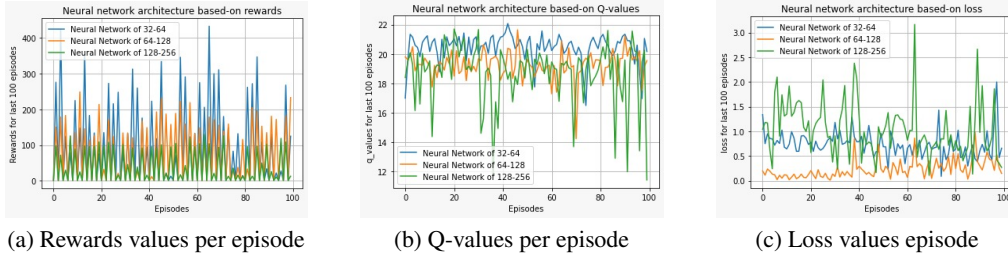 Neural network architecture based-on rewards
Neural Network of 32-64
Neural Network of 64-128
Neural Network of 128-256
400
300
200
100
0
Rewards for last 100 episodes
0 20 40 60 80 100
Episodes
(a) Rewards values per episode
Neural network architecture based-on Q-values
22
20
18
16
14
12
q_values for last 100 episodes
Neural Network of 32-64
Neural Network of 64-128
Neural Network of 128-256
0 20 40 60 80 100
Episodes
(b) Q-values per episode
Neural network architecture based-on loss
Neural Network of 32-64
Neural Network of 64-128
Neural Network of 128-256
3.0
2.5
2.0
1.5
1.0
0.5
0.0
loss for last 100 episodes
0 20 40 60 80 100
Episodes
(c) Loss values episode